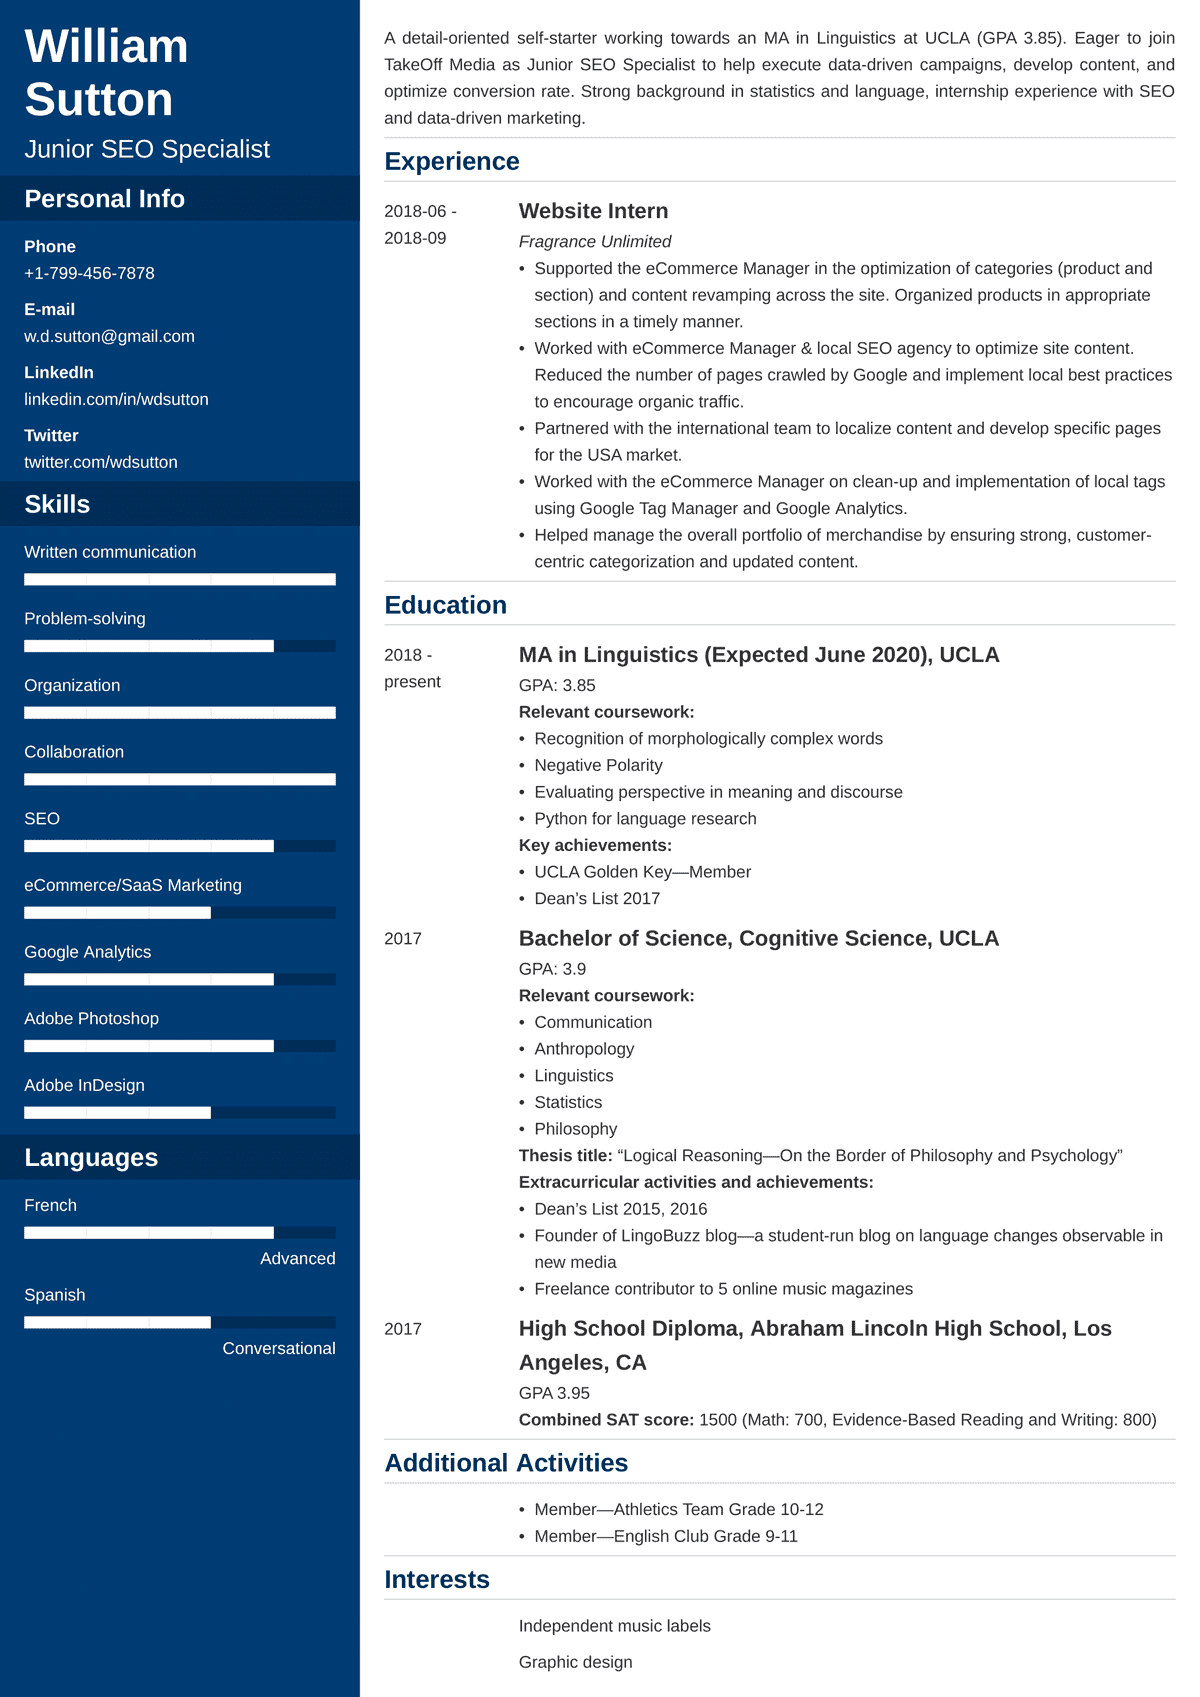 William
Sutton
Junior SEO Specialist
Personal Info
Phone
+1-799-456-7878
E-mail
w.d.sutton@gmail.com
LinkedIn
linkedin.com/in/wdsutton
Twitter
twitter.com/wdsutton
Skills
Written communication
Problem-solving
Organization
Collaboration
SEO
eCommerce/SaaS Marketing
Google Analytics
Adobe Photoshop
Adobe InDesign
Languages
French
Advanced
Spanish
Conversational
A detail-oriented self-starter working towards an MA in Linguistics at UCLA (GPA 3.85). Eager to join
TakeOff Media as Junior SEO Specialist to help execute data-driven campaigns, develop content, and
optimize conversion rate. Strong background in statistics and language, internship experience with SEO
and data-driven marketing.
Experience
2018-06 -
2018-09
Website Intern
Fragrance Unlimited
• Supported the eCommerce Manager in the optimization of categories (product and
section) and content revamping across the site. Organized products in appropriate
sections in a timely manner.
• Worked with eCommerce Manager & local SEO agency to optimize site content.
Reduced the number of pages crawled by Google and implement local best practices
to encourage organic traffic.
• Partnered with the international team to localize content and develop specific pages
for the USA market.
• Worked with the eCommerce Manager on clean-up and implementation of local tags
using Google Tag Manager and Google Analytics.
• Helped manage the overall portfolio of merchandise by ensuring strong, customer-
centric categorization and updated content.
Education
2018 -
present
MA in Linguistics (Expected June 2020), UCLA
GPA: 3.85
Relevant coursework:
• Recognition of morphologically complex words
• Negative Polarity
• Evaluating perspective in meaning and discourse
• Python for language research
Key achievements:
• UCLA Golden Key—Member
• Dean’s List 2017
2017
Bachelor of Science, Cognitive Science, UCLA
GPA: 3.9
Relevant coursework:
• Communication
• Anthropology
• Linguistics
• Statistics
• Philosophy
Thesis title: “Logical Reasoning—On the Border of Philosophy and Psychology”
Extracurricular activities and achievements:
• Dean’s List 2015, 2016
• Founder of LingoBuzz blog—a student-run blog on language changes observable in
new media
• Freelance contributor to 5 online music magazines
2017
High School Diploma, Abraham Lincoln High School, Los
Angeles, CA
GPA 3.95
Combined SAT score: 1500 (Math: 700, Evidence-Based Reading and Writing: 800)
Additional Activities
• Member—Athletics Team Grade 10-12
• Member—English Club Grade 9-11
Interests
Independent music labels
Graphic design